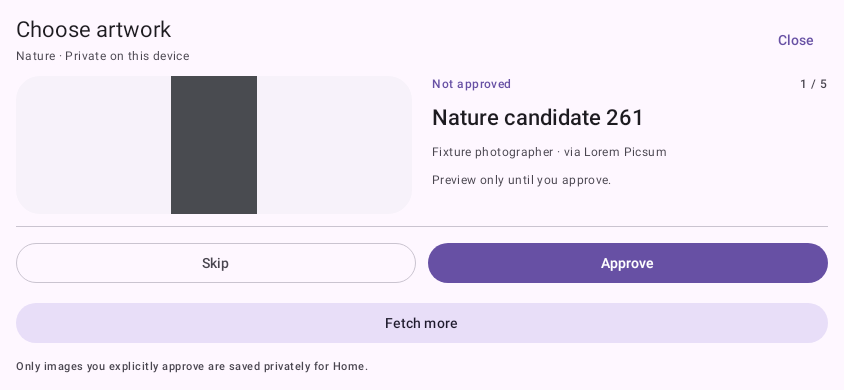 Choose artwork
Nature · Private on this device
Close
Not approved
1 / 5
Nature candidate 261
Fixture photographer · via Lorem Picsum
Preview only until you approve.
Skip
Approve
Fetch more
Only images you explicitly approve are saved privately for Home.